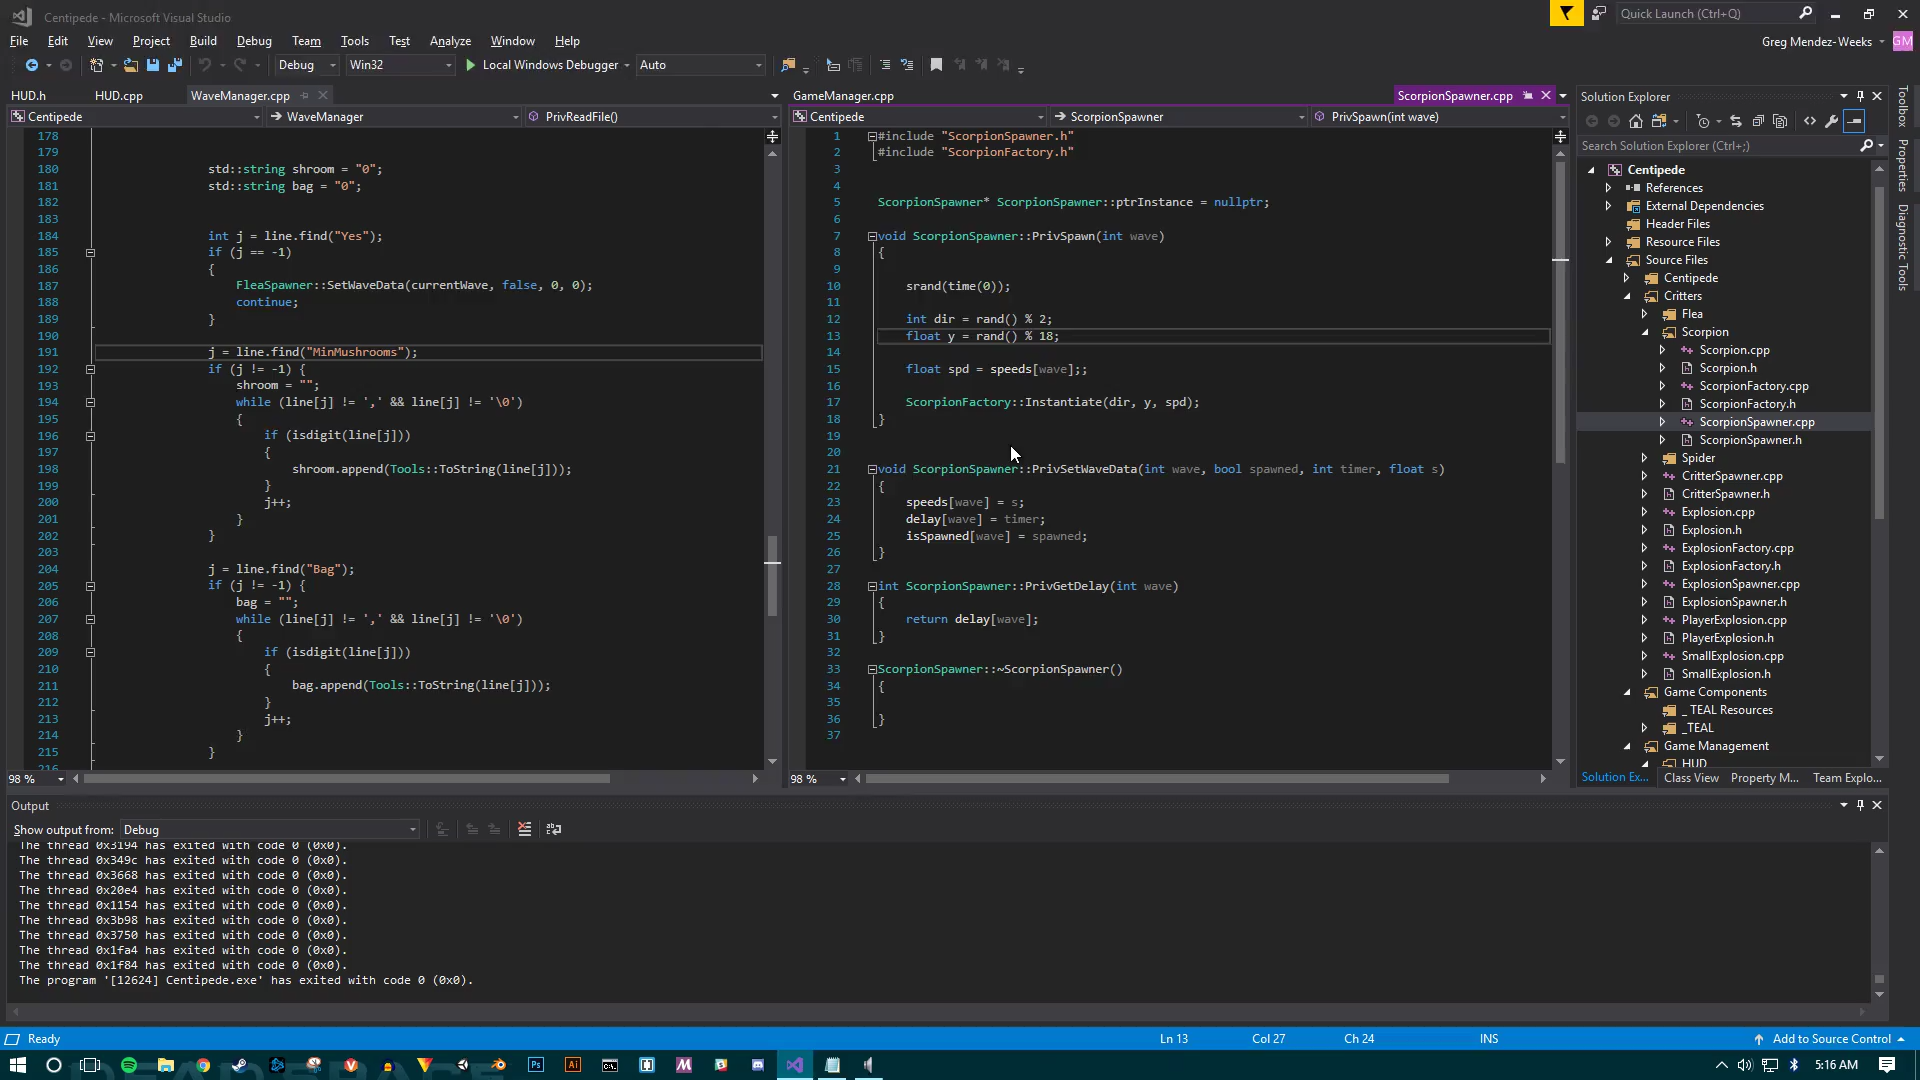 Centipede - Microsoft Visual Studio
Quick Launch (Ctrl+Q)
File Edit View Project Build Debug Team Tools Test Analyze Window Help
Greg Mendez-Weeks GM
Debug Win32 Local Windows Debugger Auto
HUD.h HUD.cpp WaveManager.cpp
Centipede WaveManager PrivReadFile()
178
179
180 std::string shroom = "0";
181 std::string bag = "0";
182
183
184 int j = line.find("Yes");
185 if (j == -1)
186 {
187 FleaSpawner::SetWaveData(currentWave, false, 0, 0);
188 continue;
189 }
190
191 j = line.find("MinMushrooms");
192 if (j != -1) {
193 shroom = "";
194 while (line[j] != ',' && line[j] != '\0')
195 {
196 if (isdigit(line[j]))
197 {
198 shroom.append(Tools::ToString(line[j]));
199 }
200 j++;
201 }
202 }
203
204 j = line.find("Bag");
205 if (j != -1) {
206 bag = "";
207 while (line[j] != ',' && line[j] != '\0')
208 {
209 if (isdigit(line[j]))
210 {
211 bag.append(Tools::ToString(line[j]));
212 }
213 j++;
214 }
215 }
216
98 %
GameManager.cpp ScorpionSpawner.cpp
Centipede ScorpionSpawner PrivSpawn(int wave)
1 #include "ScorpionSpawner.h"
2 #include "ScorpionFactory.h"
3
4
5 ScorpionSpawner* ScorpionSpawner::ptrInstance = nullptr;
6
7 void ScorpionSpawner::PrivSpawn(int wave)
8 {
9
10 srand(time(0));
11
12 int dir = rand() % 2;
13 float y = rand() % 18;
14
15 float spd = speeds[wave];;
16
17 ScorpionFactory::Instantiate(dir, y, spd);
18 }
19
20
21 void ScorpionSpawner::PrivSetWaveData(int wave, bool spawned, int timer, float s)
22 {
23 speeds[wave] = s;
24 delay[wave] = timer;
25 isSpawned[wave] = spawned;
26 }
27
28 int ScorpionSpawner::PrivGetDelay(int wave)
29 {
30 return delay[wave];
31 }
32
33 ScorpionSpawner::~ScorpionSpawner()
34 {
35
36 }
37
98 %
Solution Explorer
Search Solution Explorer (Ctrl+;)
Centipede
References
External Dependencies
Header Files
Resource Files
Source Files
Centipede
Critters
Flea
Scorpion
Scorpion.cpp
Scorpion.h
ScorpionFactory.cpp
ScorpionFactory.h
ScorpionSpawner.cpp
ScorpionSpawner.h
Spider
CritterSpawner.cpp
CritterSpawner.h
Explosion.cpp
Explosion.h
ExplosionFactory.cpp
ExplosionFactory.h
ExplosionSpawner.cpp
ExplosionSpawner.h
PlayerExplosion.cpp
PlayerExplosion.h
SmallExplosion.cpp
SmallExplosion.h
Game Components
_ TEAL Resources
_TEAL
Game Management
HUD
Solution Ex... Class View Property M... Team Explo...
Toolbox
Properties
Diagnostic Tools
Output
Show output from: Debug
The thread 0x3194 has exited with code 0 (0x0).
The thread 0x349c has exited with code 0 (0x0).
The thread 0x3668 has exited with code 0 (0x0).
The thread 0x20e4 has exited with code 0 (0x0).
The thread 0x1154 has exited with code 0 (0x0).
The thread 0x3b98 has exited with code 0 (0x0).
The thread 0x3750 has exited with code 0 (0x0).
The thread 0x1fa4 has exited with code 0 (0x0).
The thread 0x1f84 has exited with code 0 (0x0).
The program '[12624] Centipede.exe' has exited with code 0 (0x0).
Ready Ln 13 Col 27 Ch 24 INS Add to Source Control
DEAD SPACE
Ps Ai M
5:16 AM